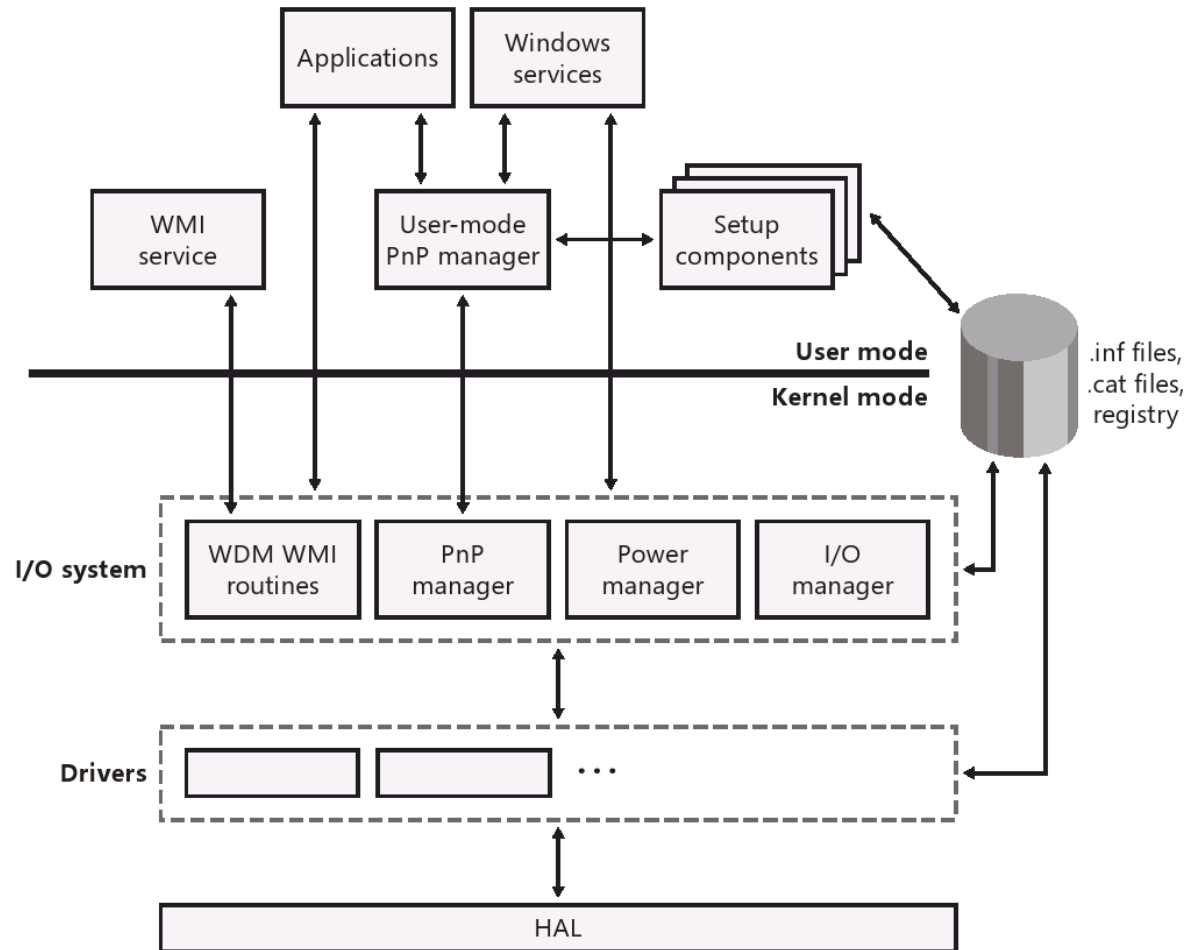 Applications
Windows
services
WMI
service
User-mode
PnP manager
Setup
components
User mode
Kernel mode
.inf files,
.cat files,
registry
I/O system
WDM WMI
routines
PnP
manager
Power
manager
I/O
manager
Drivers
...
HAL